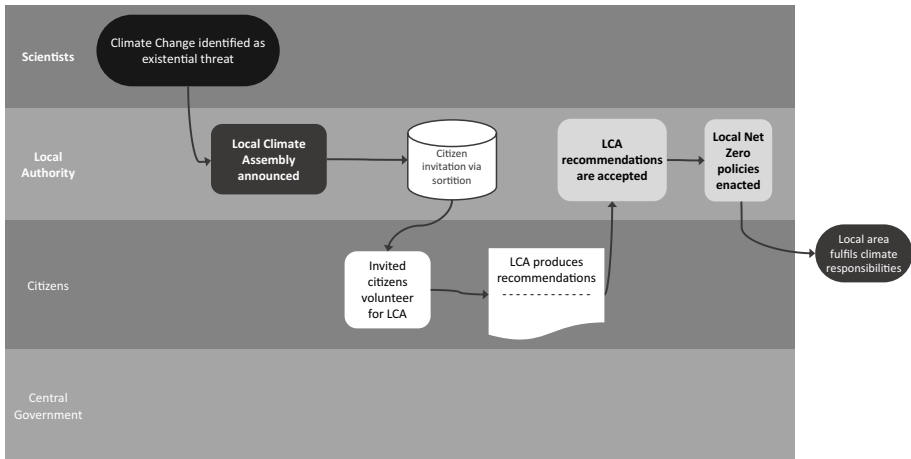 Scientists
Climate Change identified as
existential threat
Local
Authority
Local Climate
Assembly
announced
Citizen
invitation via
sortition
LCA
recommendations
are accepted
Local Net
Zero
policies
enacted
Citizens
Invited
citizens
volunteer
for LCA
LCA produces
recommendations
Local area
fulfils climate
responsibilities
Central
Government